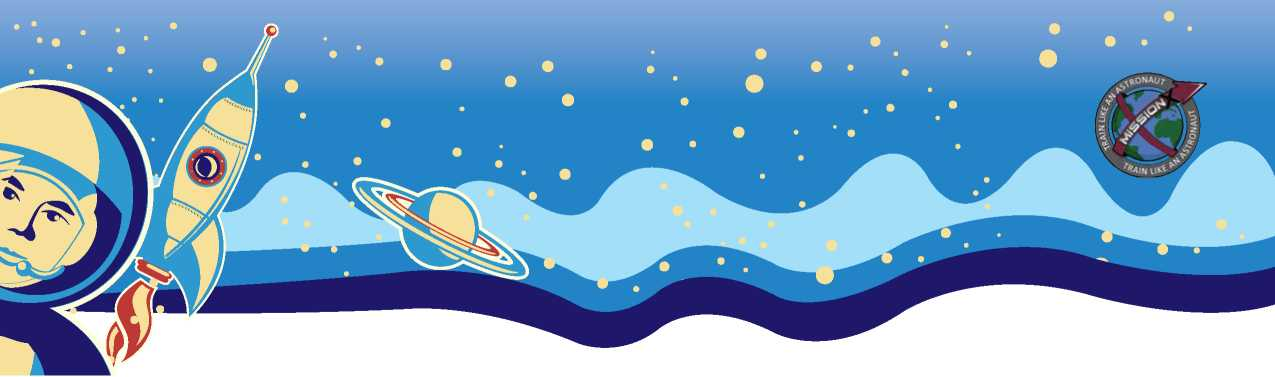 TRAIN LIKE AN ASTRONAUT
MISSION X
TRAIN LIKE AN ASTRONAUT